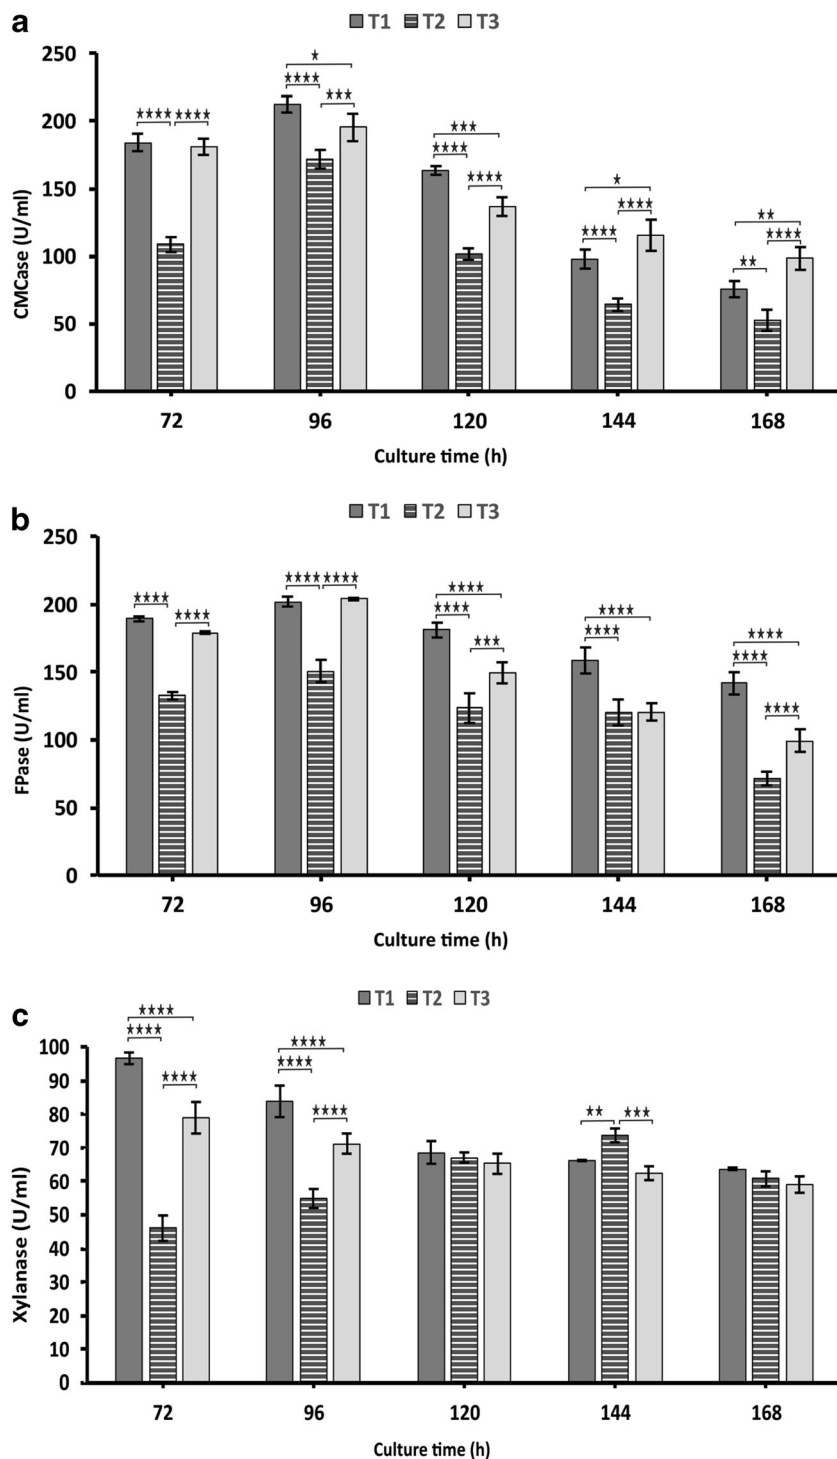 a
T1 T2 T3
250
200
150
100
50
0
CMCase (U/ml)
**** ****
* **** ***
*** **** ****
* **** ****
** ** ****
72 96 120 144 168
Culture time (h)
b
T1 T2 T3
250
200
150
100
50
0
FPase (U/ml)
**** ****
**** ****
**** **** ***
**** ****
**** **** ****
72 96 120 144 168
Culture time (h)
c
T1 T2 T3
100
90
80
70
60
50
40
30
20
10
0
Xylanase (U/ml)
**** **** ****
**** **** ****
** ***
72 96 120 144 168
Culture time (h)